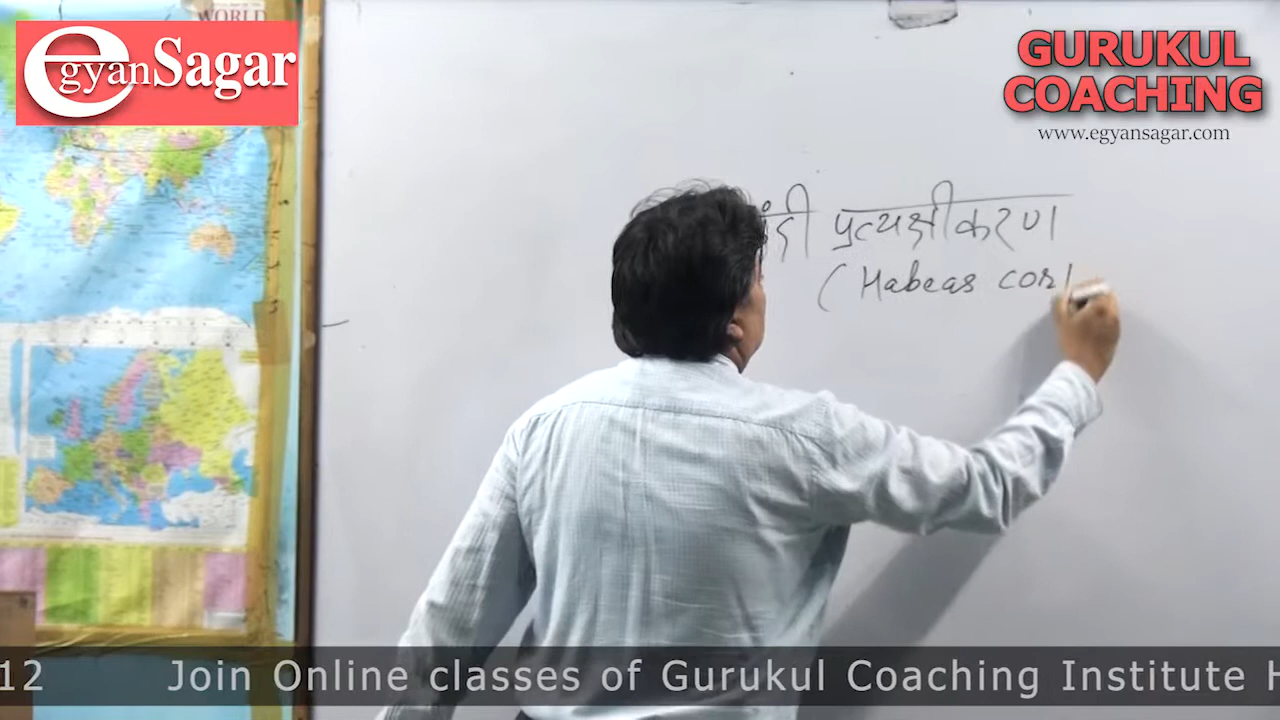 WORLD
egyanSagar
GURUKUL
COACHING
www.egyansagar.com
प्रत्यक्षीकरण
(Habeas cor
12 Join Online classes of Gurukul Coaching Institute H